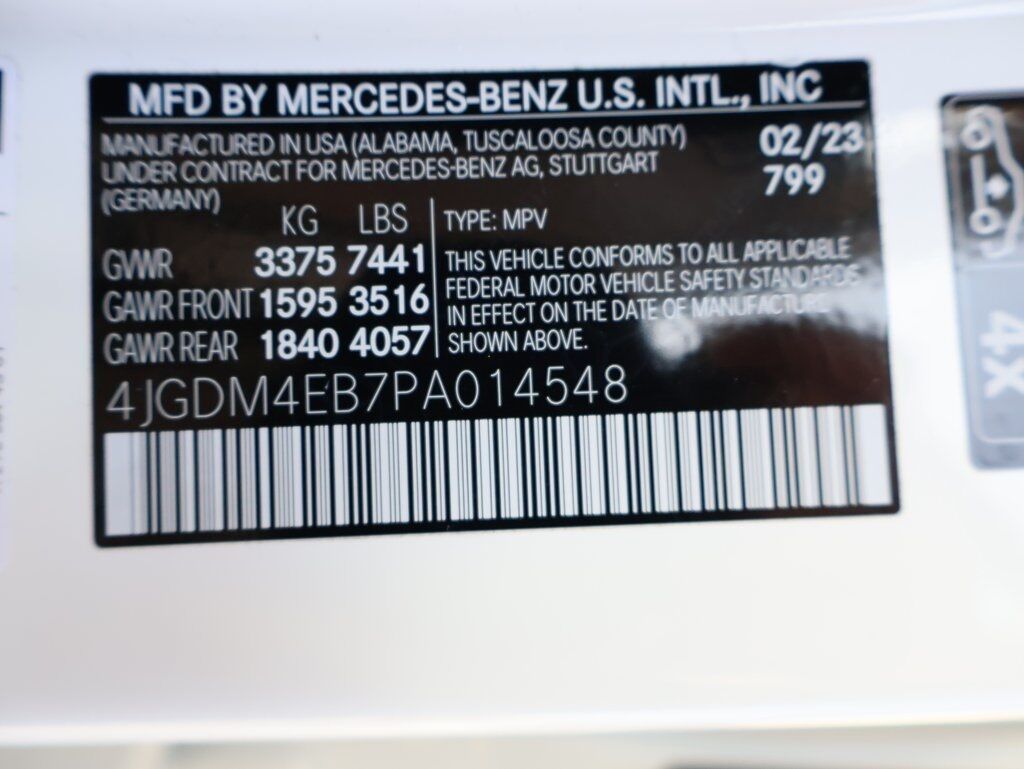 MFD BY MERCEDES-BENZ U.S. INTL., INC
MANUFACTURED IN USA (ALABAMA, TUSCALOOSA COUNTY) 02/23
UNDER CONTRACT FOR MERCEDES-BENZ AG, STUTTGART 799
(GERMANY)
KG LBS
GVWR 3375 7441
GAWR FRONT 1595 3516
GAWR REAR 1840 4057
TYPE: MPV
THIS VEHICLE CONFORMS TO ALL APPLICABLE
FEDERAL MOTOR VEHICLE SAFETY STANDARDS
IN EFFECT ON THE DATE OF MANUFACTURE
SHOWN ABOVE.
4JGDM4EB7PA014548
4X